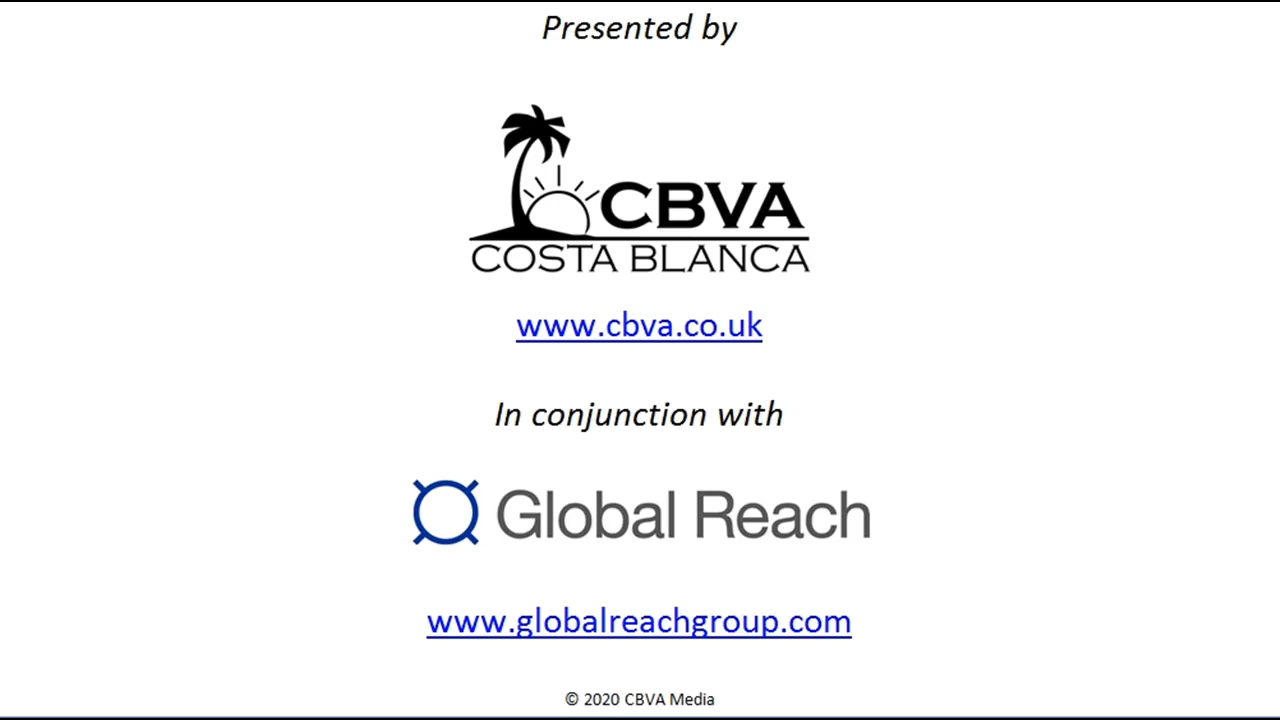 Presented by
CBVA
COSTA BLANCA
www.cbva.co.uk
In conjunction with
Global Reach
www.globalreachgroup.com
© 2020 CBVA Media